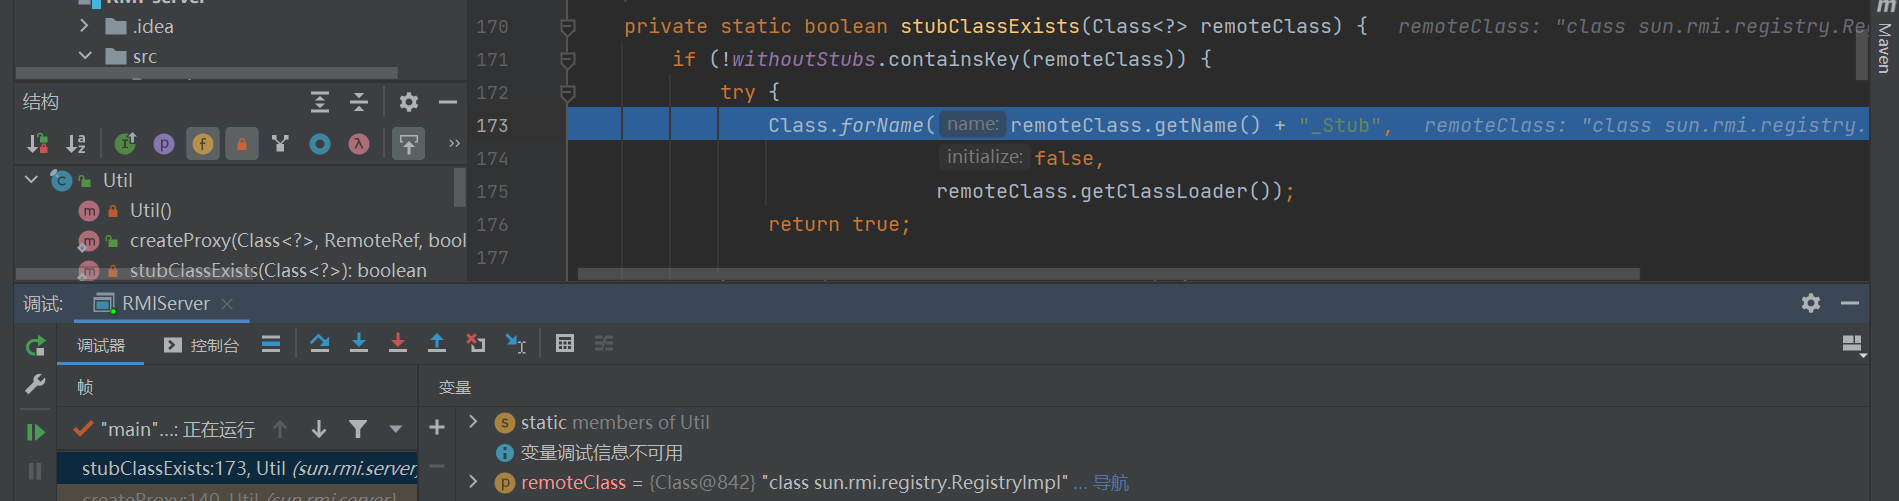 RMI-server
.idea
src
结构
Util
Util()
createProxy(Class<?>, RemoteRef, bool
stubClassExists(Class<?>): boolean
170 private static boolean stubClassExists(Class<?> remoteClass) { remoteClass: "class sun.rmi.registry.Re
171 if (!withoutStubs.containsKey(remoteClass)) {
172 try {
173 Class.forName( name: remoteClass.getName() + "_Stub", remoteClass: "class sun.rmi.registry.
174 initialize: false,
175 remoteClass.getClassLoader());
176 return true;
177
Maven
调试: RMIServer
调试器 控制台
帧
变量
"main"...: 正在运行
stubClassExists:173, Util (sun.rmi.server)
createProxy:140, Util (sun.rmi.server)
static members of Util
变量调试信息不可用
remoteClass = {Class@842} "class sun.rmi.registry.RegistryImpl" ... 导航